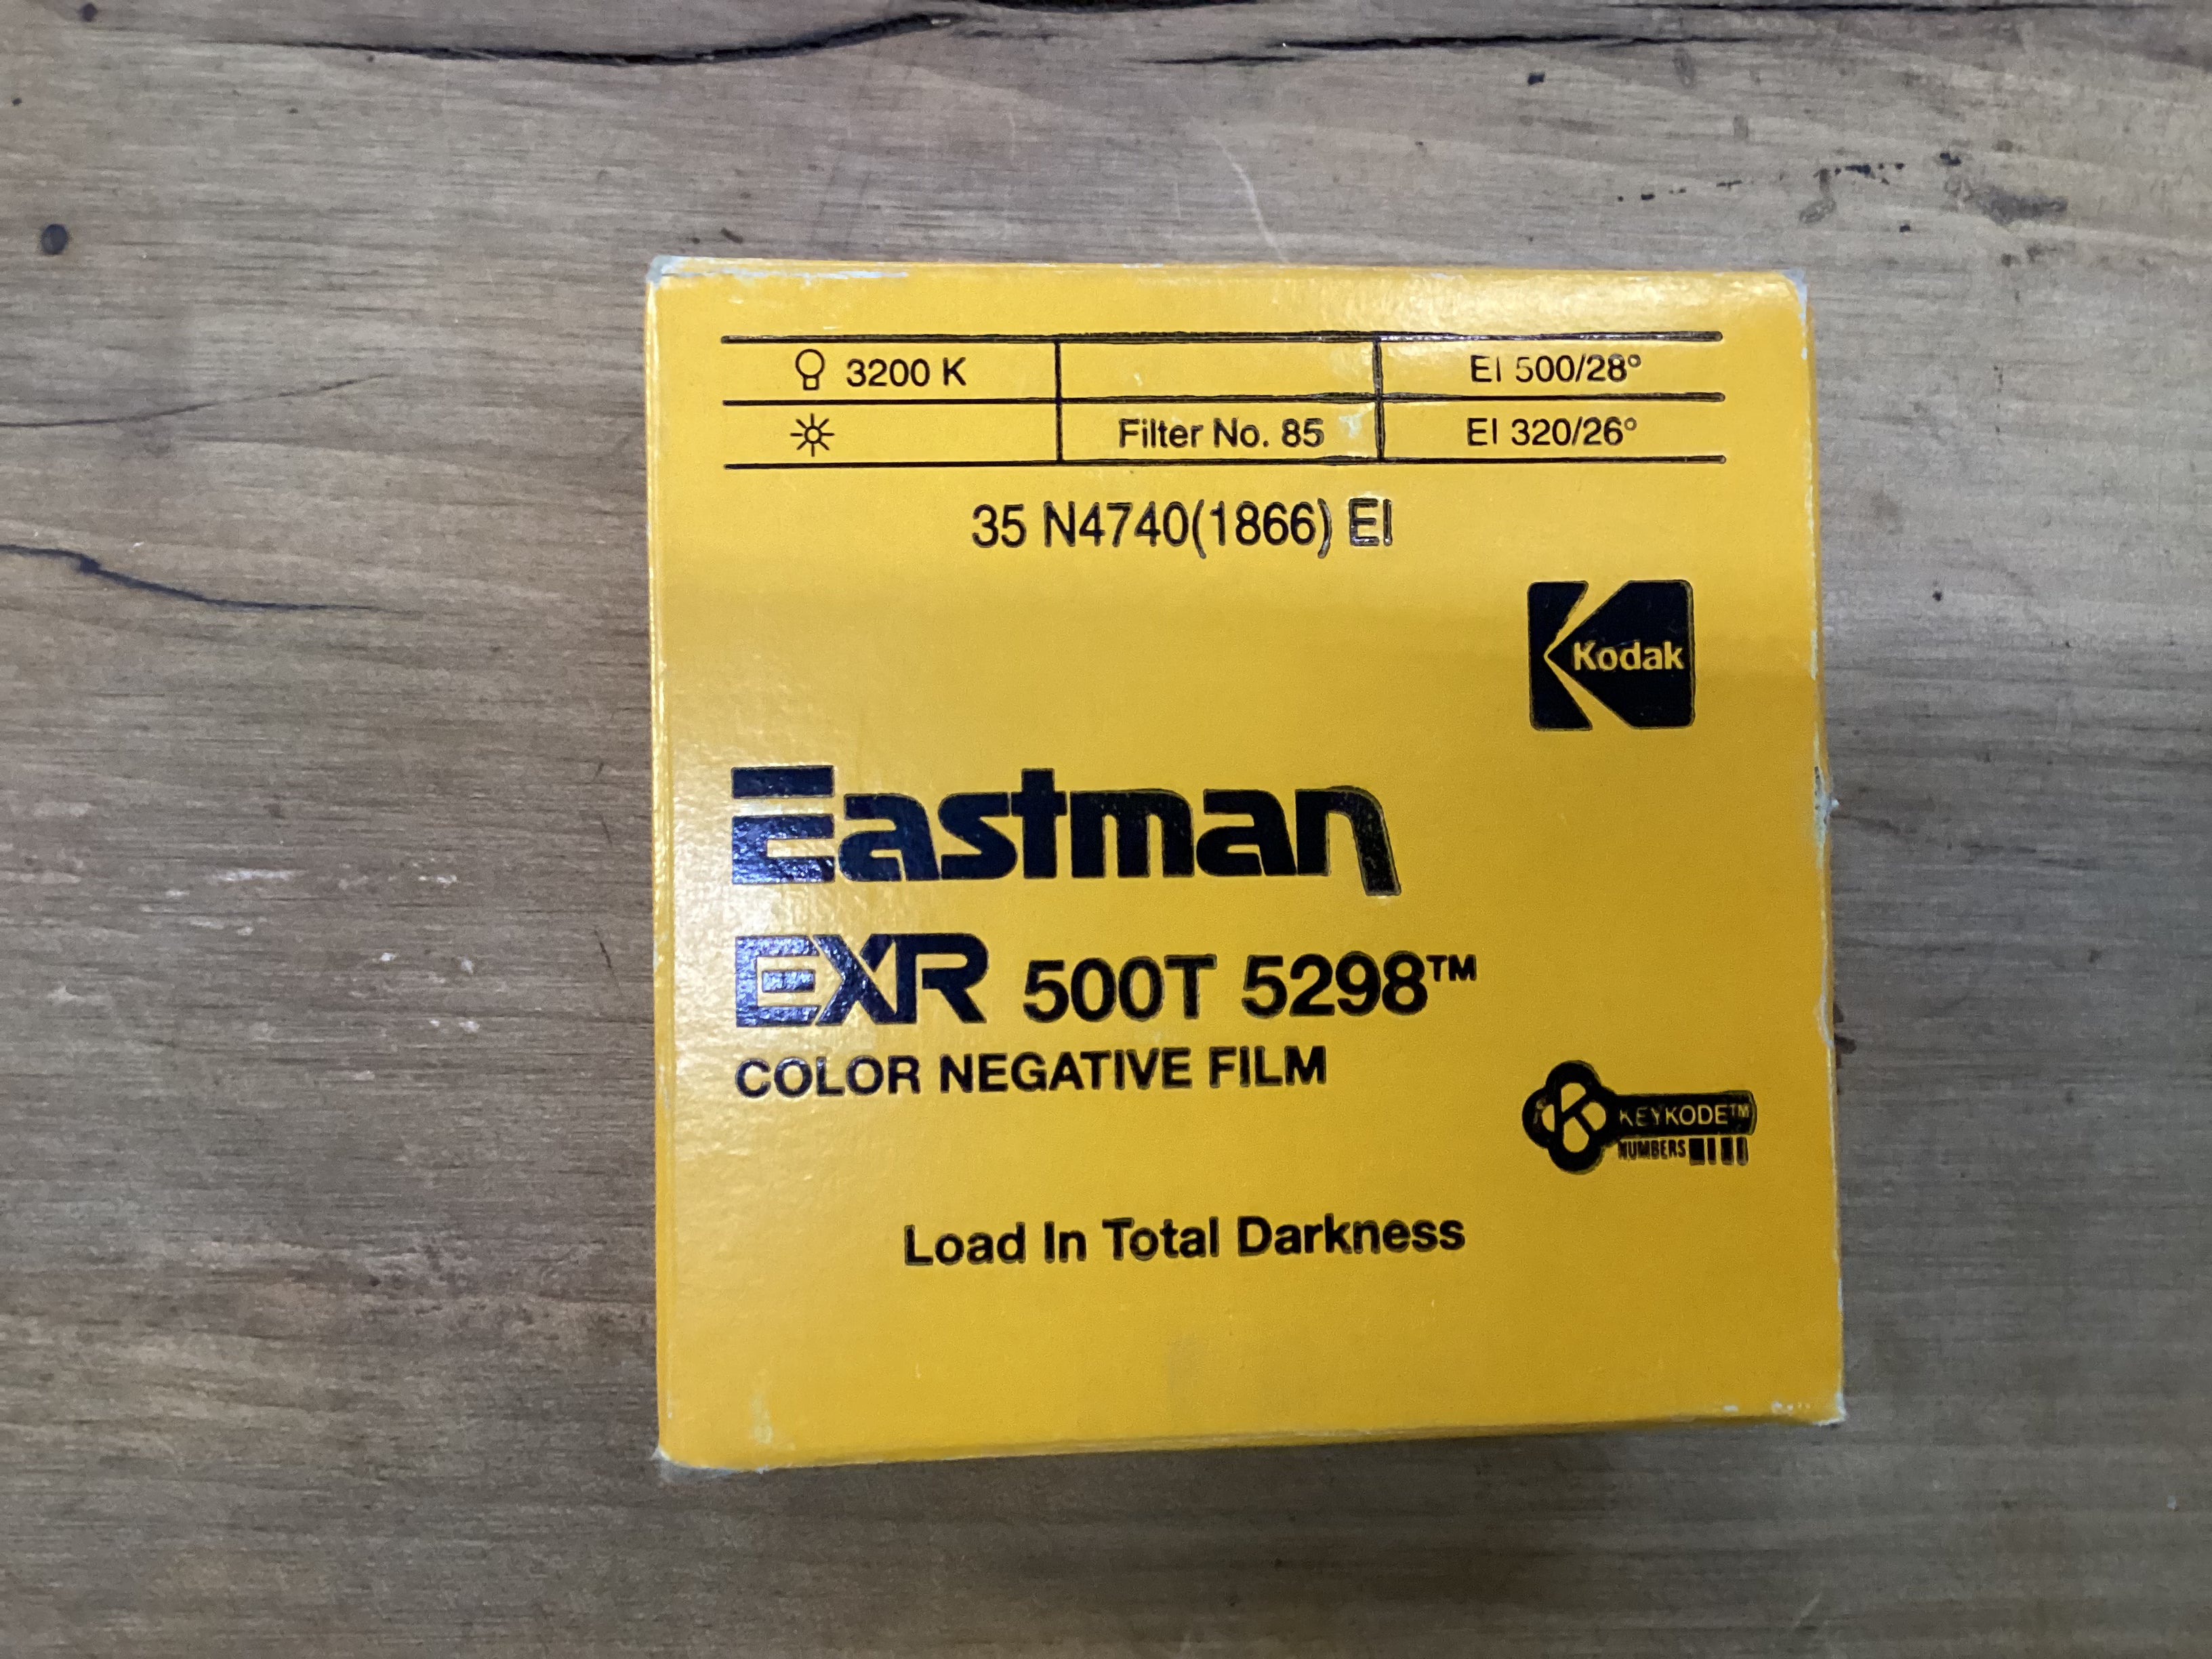 3200 K EI 500/28°
Filter No. 85 EI 320/26°
35 N4740(1866) EI
Kodak
Eastman
EXR 500T 5298™
COLOR NEGATIVE FILM
KEYKODE™
NUMBERS
Load In Total Darkness